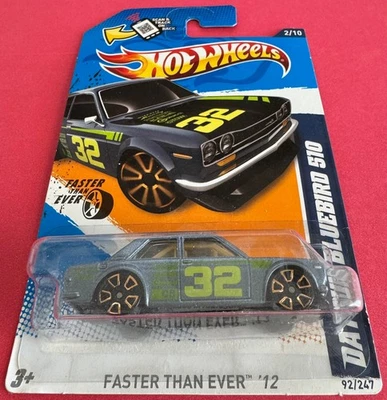 SCAN &
TRACK
ON
BACK
2/10
HOT WHEELS
32
FASTER
THAN
EVER
DATSUN BLUEBIRD 510
32
3+
FASTER THAN EVER™ '12
92/247